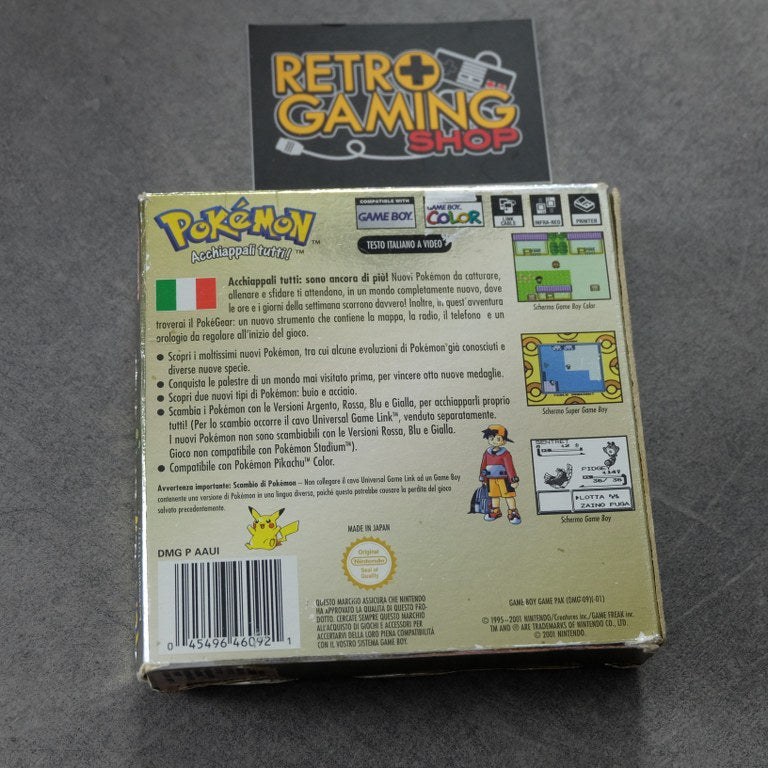 RETRO
GAMING
SHOP
POKéMON™
Acchiappali tutti!™
COMPATIBLE WITH
GAME BOY
GAME BOY
COLOR
LINK CABLE
INFRA-RED
PRINTER
TESTO ITALIANO A VIDEO
Acchiappali tutti: sono ancora di più! Nuovi Pokémon da catturare,
allenare e sfidare ti attendono, in un mondo completamente nuovo, dove
le ore e i giorni della settimana scorrono davvero! Inoltre, in quest'avventura
troverai il PokéGear: un nuovo strumento che contiene la mappa, la radio, il telefono e un
orologio da regolare all'inizio del gioco.
● Scopri i moltissimi nuovi Pokémon, tra cui alcune evoluzioni di Pokémon già conosciuti e
diverse nuove specie.
● Conquista le palestre di un mondo mai visitato prima, per vincere otto nuove medaglie.
● Scopri due nuovi tipi di Pokémon: buio e acciaio.
● Scambia i Pokémon con le Versioni Argento, Rossa, Blu e Gialla, per acchiapparli proprio
tutti! (Per lo scambio occorre il cavo Universal Game Link™, venduto separatamente.
I nuovi Pokémon non sono scambiabili con le Versioni Rossa, Blu e Gialla.
Gioco non compatibile con Pokémon Stadium™).
● Compatibile con Pokémon Pikachu™ Color.
Avvertenza importante: Scambio di Pokémon – Non collegare il cavo Universal Game Link ad un Game Boy
contenente una versione di Pokémon in una lingua diversa, poiché questo potrebbe causare la perdita del gioco
salvato precedentemente.
Schermo Game Boy Color
Schermo Super Game Boy
SENTRET
PIDGEY
36/ 36
▶LOTTA
ZAINO FUGA
Schermo Game Boy
MADE IN JAPAN
DMG P AAUI
Original
Nintendo
Seal of
Quality
0 45496 46092 1
QUESTO MARCHIO ASSICURA CHE NINTENDO
HA APPROVATO LA QUALITÀ DI QUESTO PRO-
DOTTO. CERCATE SEMPRE QUESTO MARCHIO
ALL'ACQUISTO DI GIOCHI E ACCESSORI PER
ACCERTARVI DELLA LORO PIENA COMPATIBILITÀ
CON IL VOSTRO SISTEMA GAME BOY.
GAME BOY GAME PAK (DMG-09)(-01)
© 1995–2001 NINTENDO/Creatures inc./GAME FREAK inc.
TM AND ® ARE TRADEMARKS OF NINTENDO CO., LTD.
© 2001 NINTENDO.